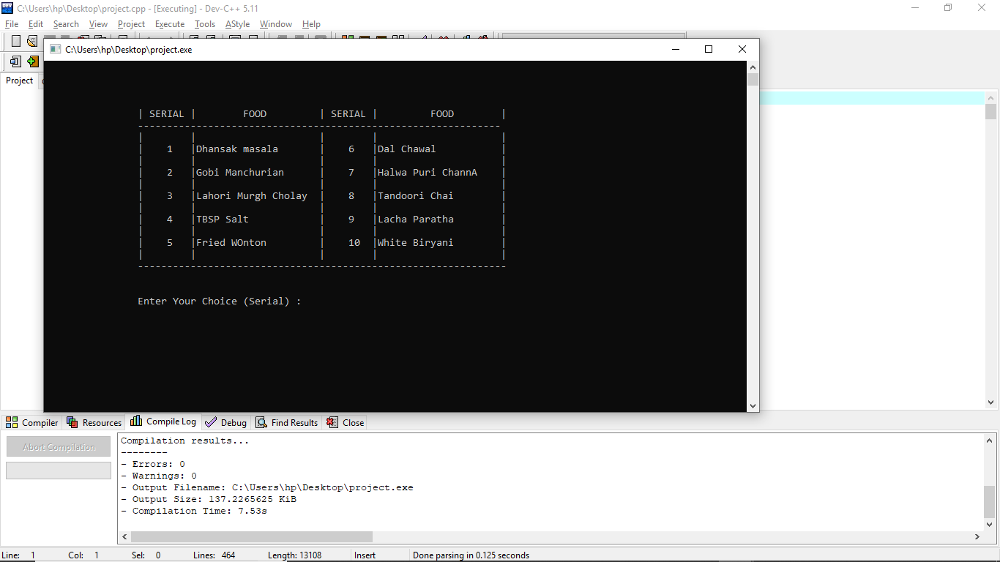 C:\Users\hp\Desktop\project.cpp - [Executing] - Dev-C++ 5.11
File Edit Search View Project Execute Tools AStyle Window Help
C:\Users\hp\Desktop\project.exe
Project
| SERIAL | FOOD | SERIAL | FOOD |
--------------------------------------------------------------
| 1 |Dhansak masala | 6 |Dal Chawal |
| 2 |Gobi Manchurian | 7 |Halwa Puri ChannA |
| 3 |Lahori Murgh Cholay | 8 |Tandoori Chai |
| 4 |TBSP Salt | 9 |Lacha Paratha |
| 5 |Fried WOnton | 10 |White Biryani |
---------------------------------------------------------------
Enter Your Choice (Serial) :
Compiler Resources Compile Log Debug Find Results Close
Abort Compilation
Compilation results...
--------
- Errors: 0
- Warnings: 0
- Output Filename: C:\Users\hp\Desktop\project.exe
- Output Size: 137.2265625 KiB
- Compilation Time: 7.53s
Line: 1 Col: 1 Sel: 0 Lines: 464 Length: 13108 Insert Done parsing in 0.125 seconds